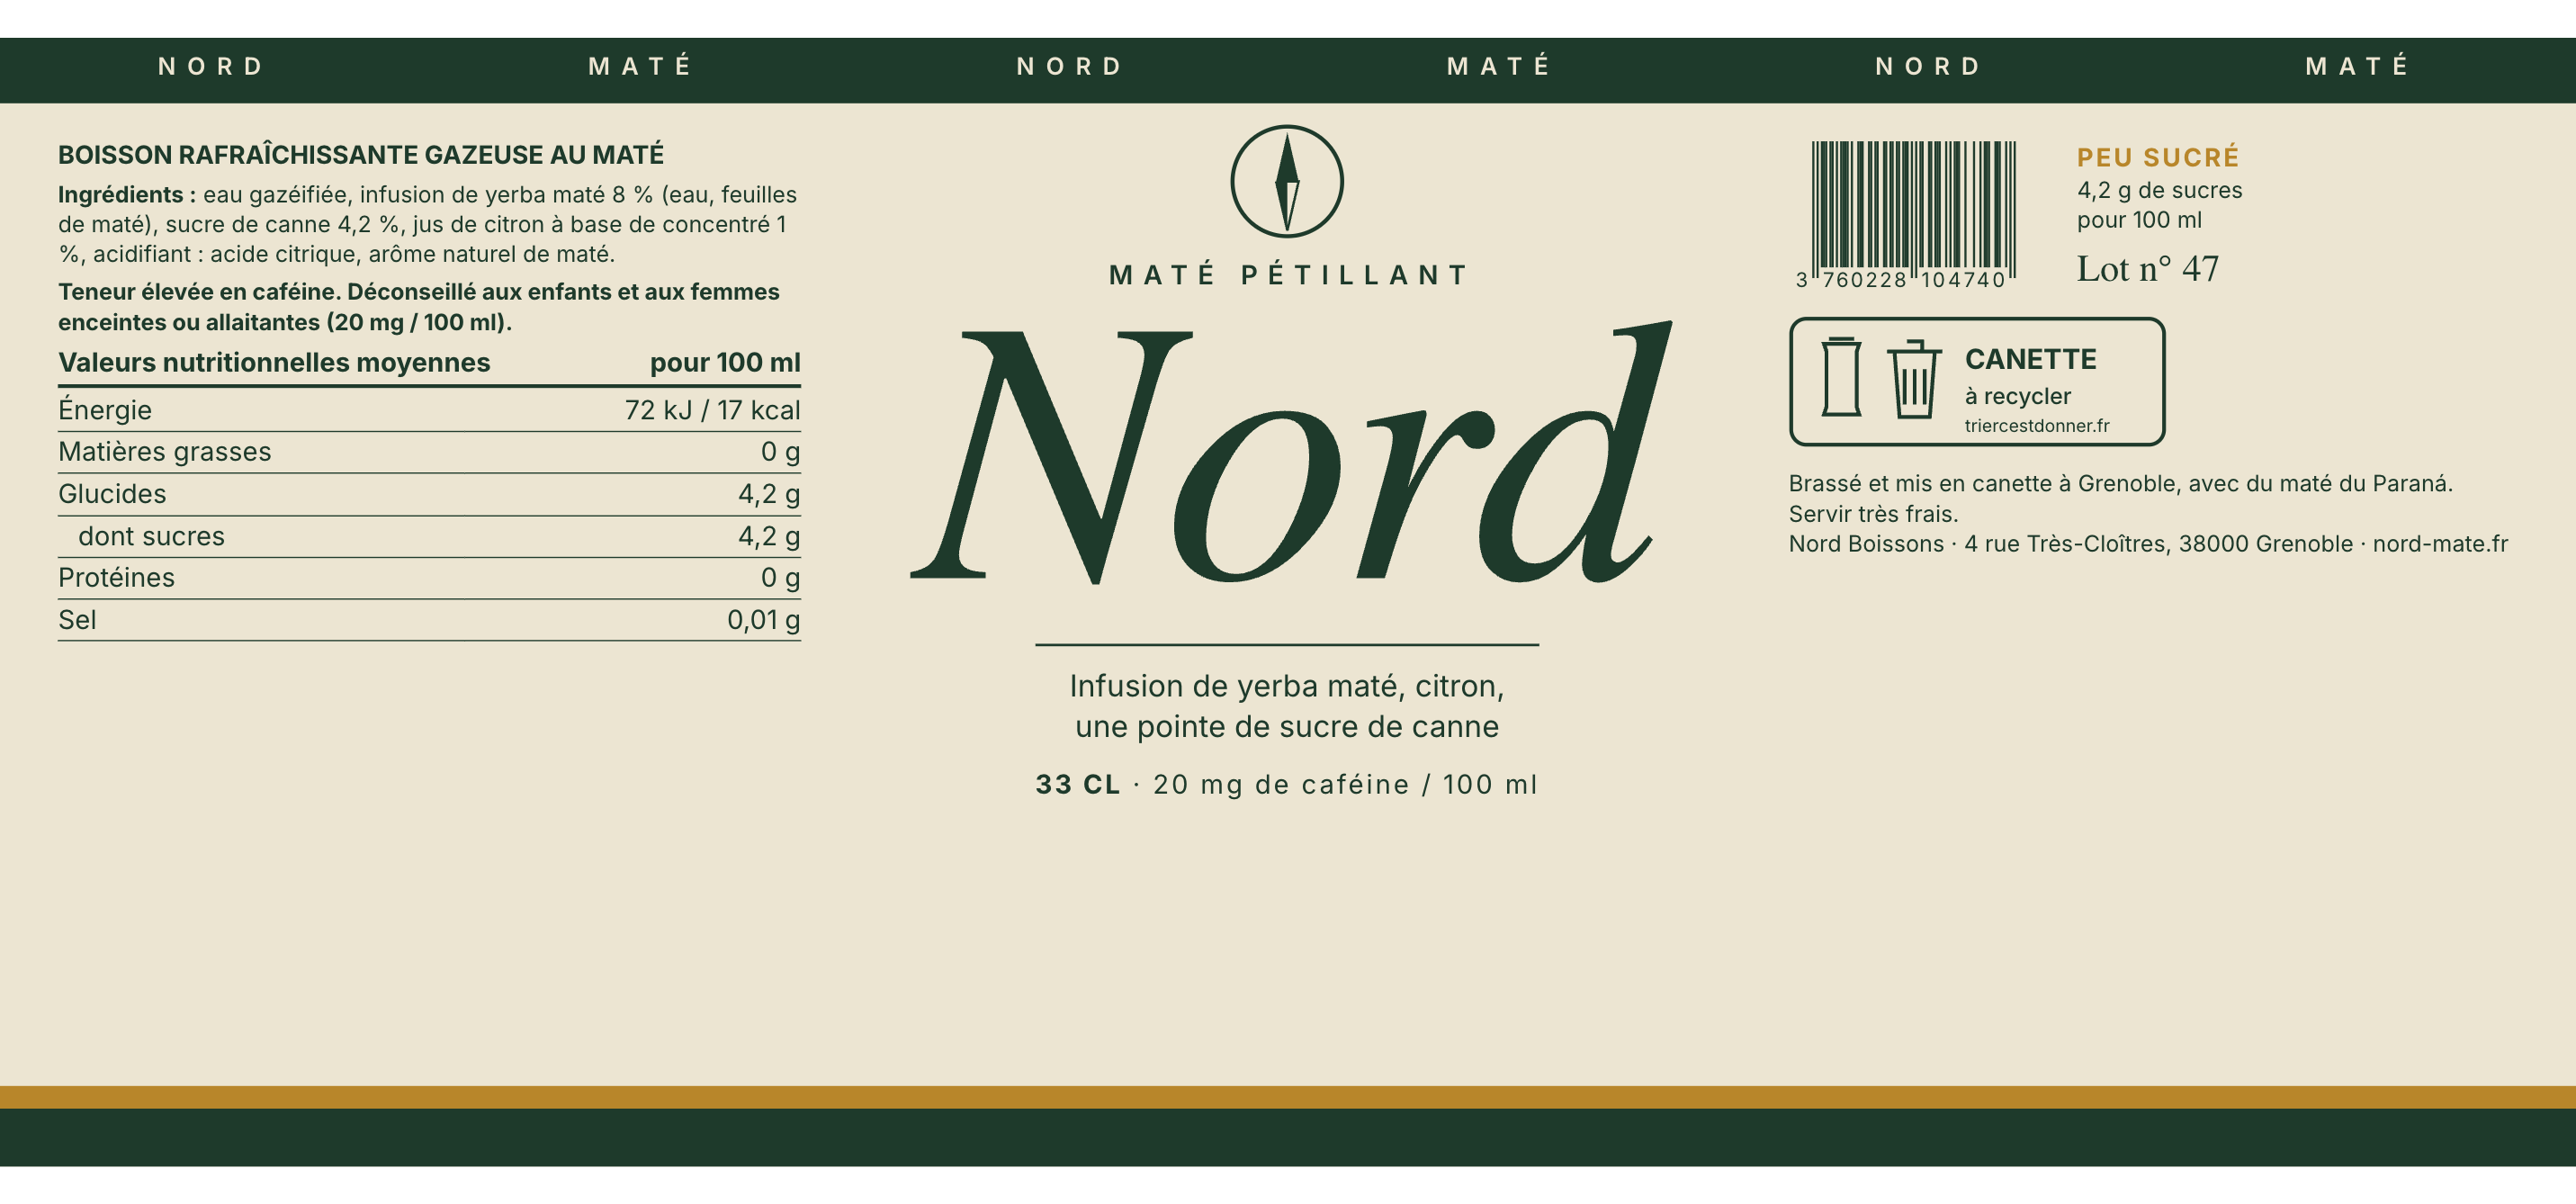 NORD MATÉ NORD MATÉ NORD MATÉ
BOISSON RAFRAÎCHISSANTE GAZEUSE AU MATÉ
Ingrédients : eau gazéifiée, infusion de yerba maté 8 % (eau, feuilles
de maté), sucre de canne 4,2 %, jus de citron à base de concentré 1
%, acidifiant : acide citrique, arôme naturel de maté.
Teneur élevée en caféine. Déconseillé aux enfants et aux femmes
enceintes ou allaitantes (20 mg / 100 ml).
Valeurs nutritionnelles moyennes pour 100 ml
Énergie 72 kJ / 17 kcal
Matières grasses 0 g
Glucides 4,2 g
dont sucres 4,2 g
Protéines 0 g
Sel 0,01 g
MATÉ PÉTILLANT
Nord
Infusion de yerba maté, citron,
une pointe de sucre de canne
33 CL · 20 mg de caféine / 100 ml
3 760228 104740
PEU SUCRÉ
4,2 g de sucres
pour 100 ml
Lot n° 47
CANETTE
à recycler
triercestdonner.fr
Brassé et mis en canette à Grenoble, avec du maté du Paraná.
Servir très frais.
Nord Boissons · 4 rue Très-Cloîtres, 38000 Grenoble · nord-mate.fr